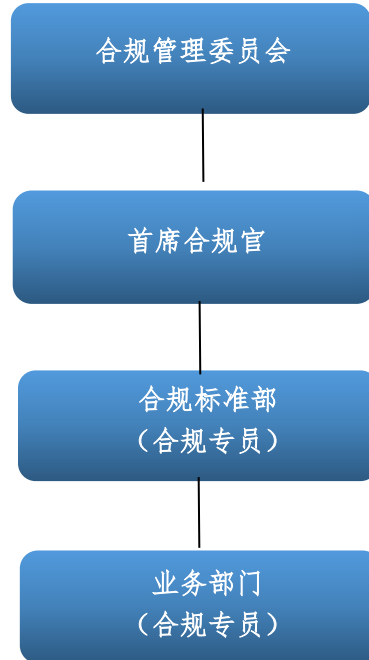 合规管理委员会
首席合规官
合规标准部
（合规专员）
业务部门
（合规专员）